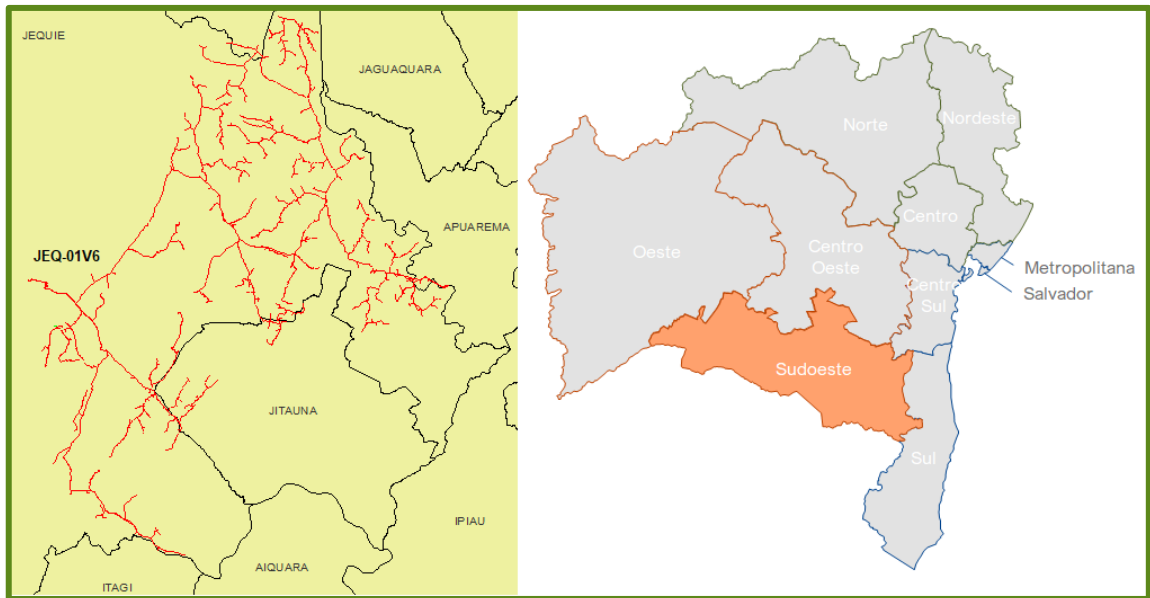 JEQUIE
JAGUAQUARA
APUAREMA
JEQ-01V6
JITAUNA
IPIAU
AIQUARA
ITAGI
Norte
Nordeste
Centro
Oeste
Centro
Oeste
Centro
Sul
Metropolitana
Salvador
Sudoeste
Sul